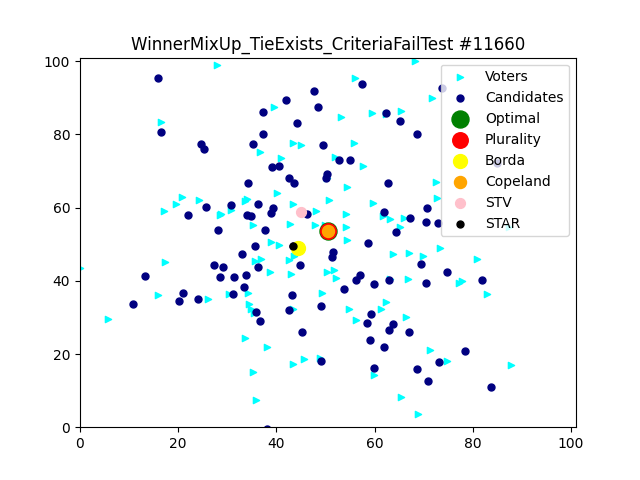 WinnerMixUp_TieExists_CriteriaFailTest #11660
100
80
60
40
20
0
0
20
40
60
80
100
Voters
Candidates
Optimal
Plurality
Borda
Copeland
STV
STAR